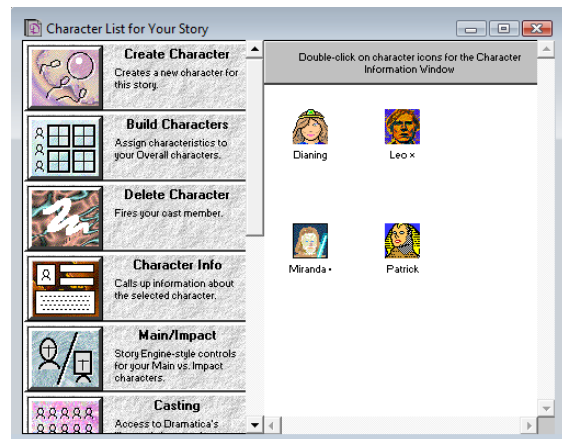 Character List for Your Story
Create Character
Creates a new character for
this story.
Build Characters
Assign characteristics to
your Overall characters.
Delete Character
Fires your cast member.
Character Info
Calls up information about
the selected character.
Main/Impact
Story Engine-style controls
for your Main vs. Impact
characters.
Casting
Access to Dramatica's
Double-click on character icons for the Character
Information Window
Dianing
Leo ×
Miranda •
Patrick